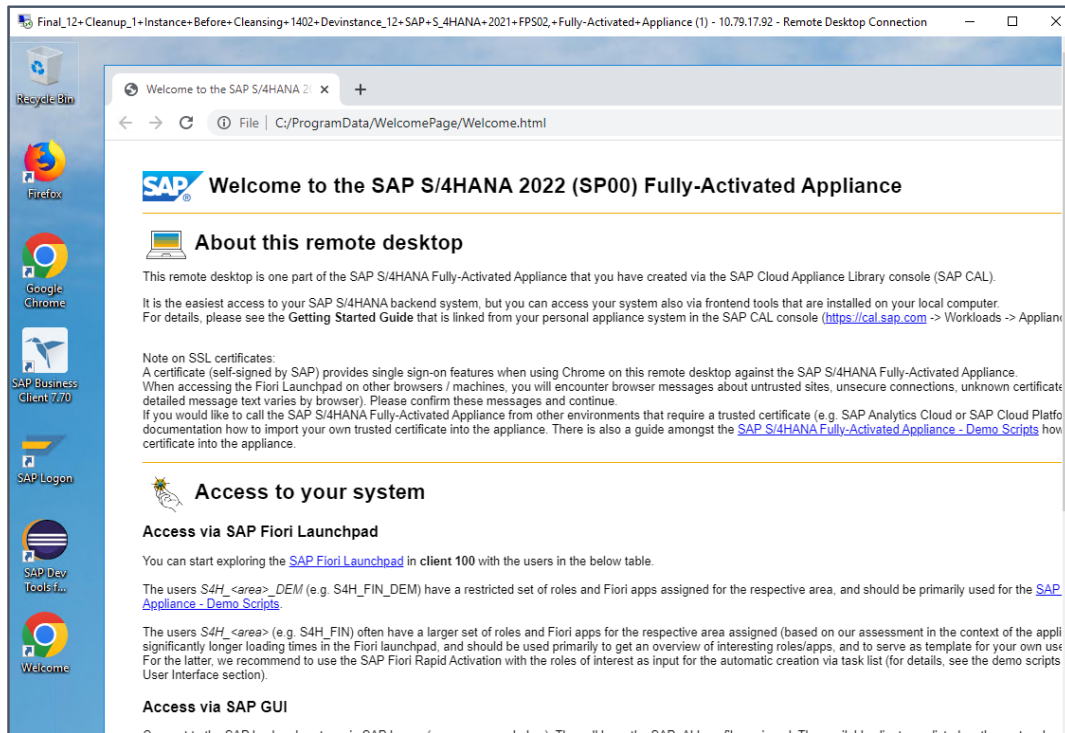 Final_12+Cleanup_1+Instance+Before+Cleansing+1402+Devinstance_12+SAP+S_4HANA+2021+FPS02,+Fully-Activated+Appliance (1) - 10.79.17.92 - Remote Desktop Connection
Recycle Bin
Welcome to the SAP S/4HANA 20
File | C:/ProgramData/WelcomePage/Welcome.html
Firefox
SAP Welcome to the SAP S/4HANA 2022 (SP00) Fully-Activated Appliance
About this remote desktop
Google
Chrome
This remote desktop is one part of the SAP S/4HANA Fully-Activated Appliance that you have created via the SAP Cloud Appliance Library console (SAP CAL).
It is the easiest access to your SAP S/4HANA backend system, but you can access your system also via frontend tools that are installed on your local computer.
For details, please see the Getting Started Guide that is linked from your personal appliance system in the SAP CAL console (https://cal.sap.com -> Workloads -> Applianc
SAP Business
Client 7.70
Note on SSL certificates:
A certificate (self-signed by SAP) provides single sign-on features when using Chrome on this remote desktop against the SAP S/4HANA Fully-Activated Appliance.
When accessing the Fiori Launchpad on other browsers / machines, you will encounter browser messages about untrusted sites, unsecure connections, unknown certificate
detailed message text varies by browser). Please confirm these messages and continue.
If you would like to call the SAP S/4HANA Fully-Activated Appliance from other environments that require a trusted certificate (e.g. SAP Analytics Cloud or SAP Cloud Platfo
documentation how to import your own trusted certificate into the appliance. There is also a guide amongst the SAP S/4HANA Fully-Activated Appliance - Demo Scripts how
certificate into the appliance.
SAP Logon
Access to your system
Access via SAP Fiori Launchpad
You can start exploring the SAP Fiori Launchpad in client 100 with the users in the below table.
SAP Dev
Tools f...
The users S4H_<area>_DEM (e.g. S4H_FIN_DEM) have a restricted set of roles and Fiori apps assigned for the respective area, and should be primarily used for the SAP
Appliance - Demo Scripts.
The users S4H_<area> (e.g. S4H_FIN) often have a larger set of roles and Fiori apps for the respective area assigned (based on our assessment in the context of the appli
significantly longer loading times in the Fiori launchpad, and should be used primarily to get an overview of interesting roles/apps, and to serve as template for your own use
For the latter, we recommend to use the SAP Fiori Rapid Activation with the roles of interest as input for the automatic creation via task list (for details, see the demo scripts
User Interface section).
Welcome
Access via SAP GUI